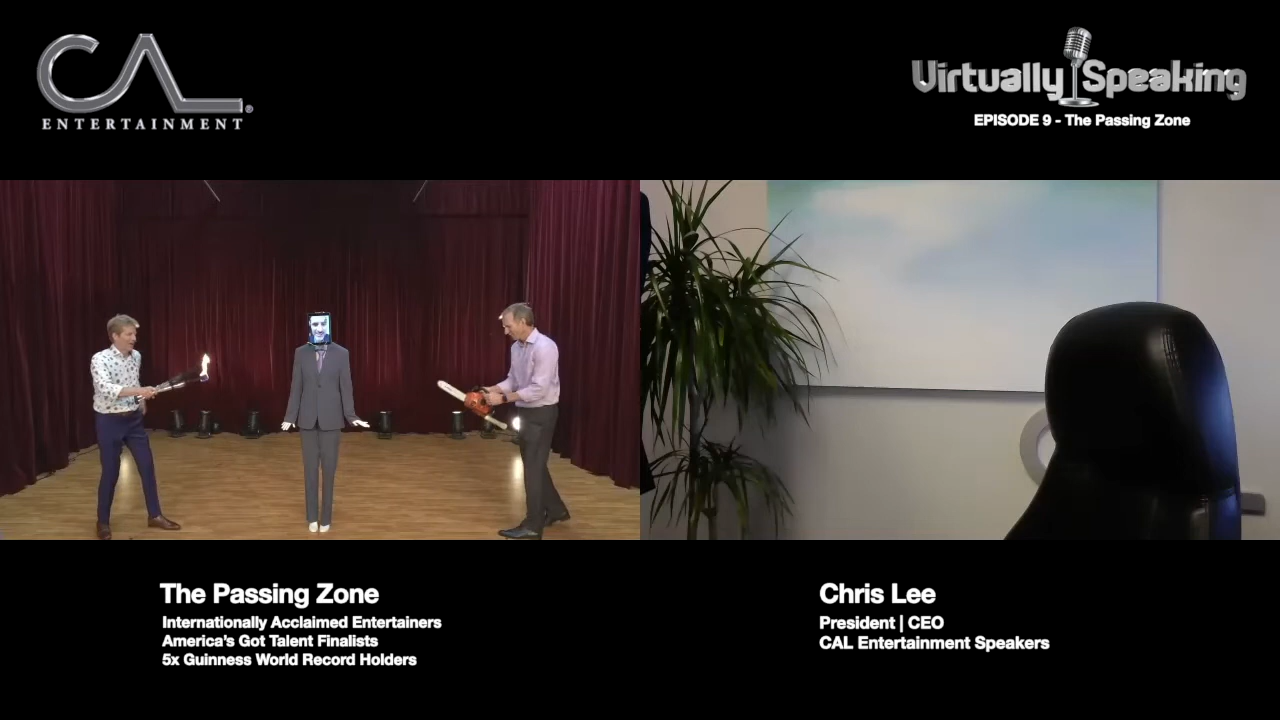 CAL®
ENTERTAINMENT
Virtually Speaking
EPISODE 9 - The Passing Zone
The Passing Zone
Internationally Acclaimed Entertainers
America's Got Talent Finalists
5x Guinness World Record Holders
Chris Lee
President | CEO
CAL Entertainment Speakers